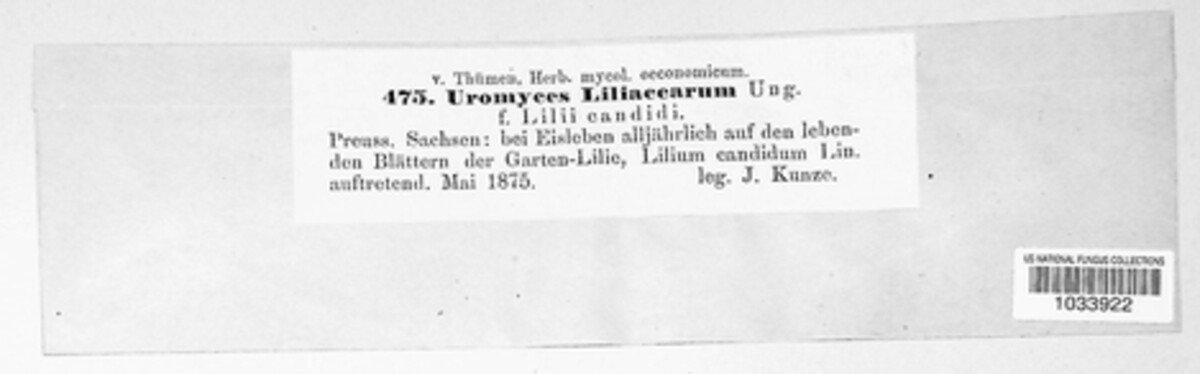 v. Thümen. Herb. mycol. oeconomicum.
475. Uromyces Liliacearum Ung.
f. Lilii candidi.
Preuss. Sachsen: bei Eisleben alljährlich auf den leben-
den Blättern der Garten-Lilie, Lilium candidum Lin.
auftretend. Mai 1875. leg. J. Kunze.
US NATIONAL FUNGUS COLLECTIONS
1033922